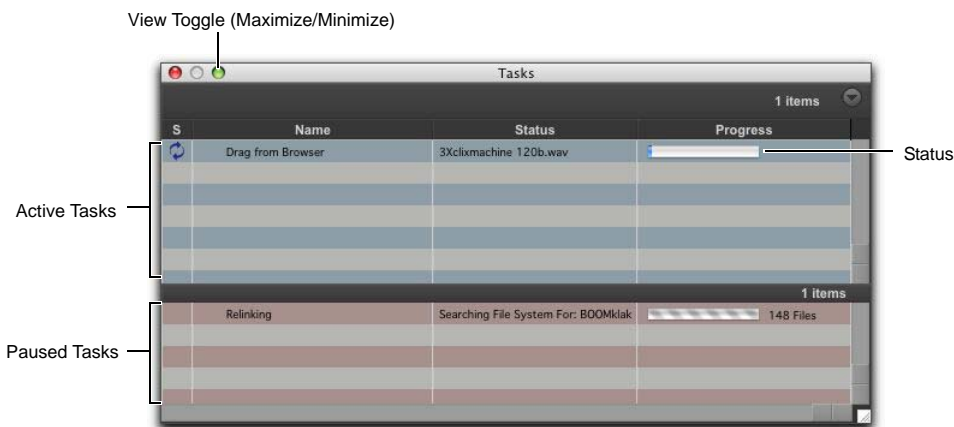 View Toggle (Maximize/Minimize)
Tasks
1 items
S Name Status Progress
Drag from Browser 3Xclixmachine 120b.wav
Status
Active Tasks
1 items
Relinking Searching File System For: BOOMklak 148 Files
Paused Tasks